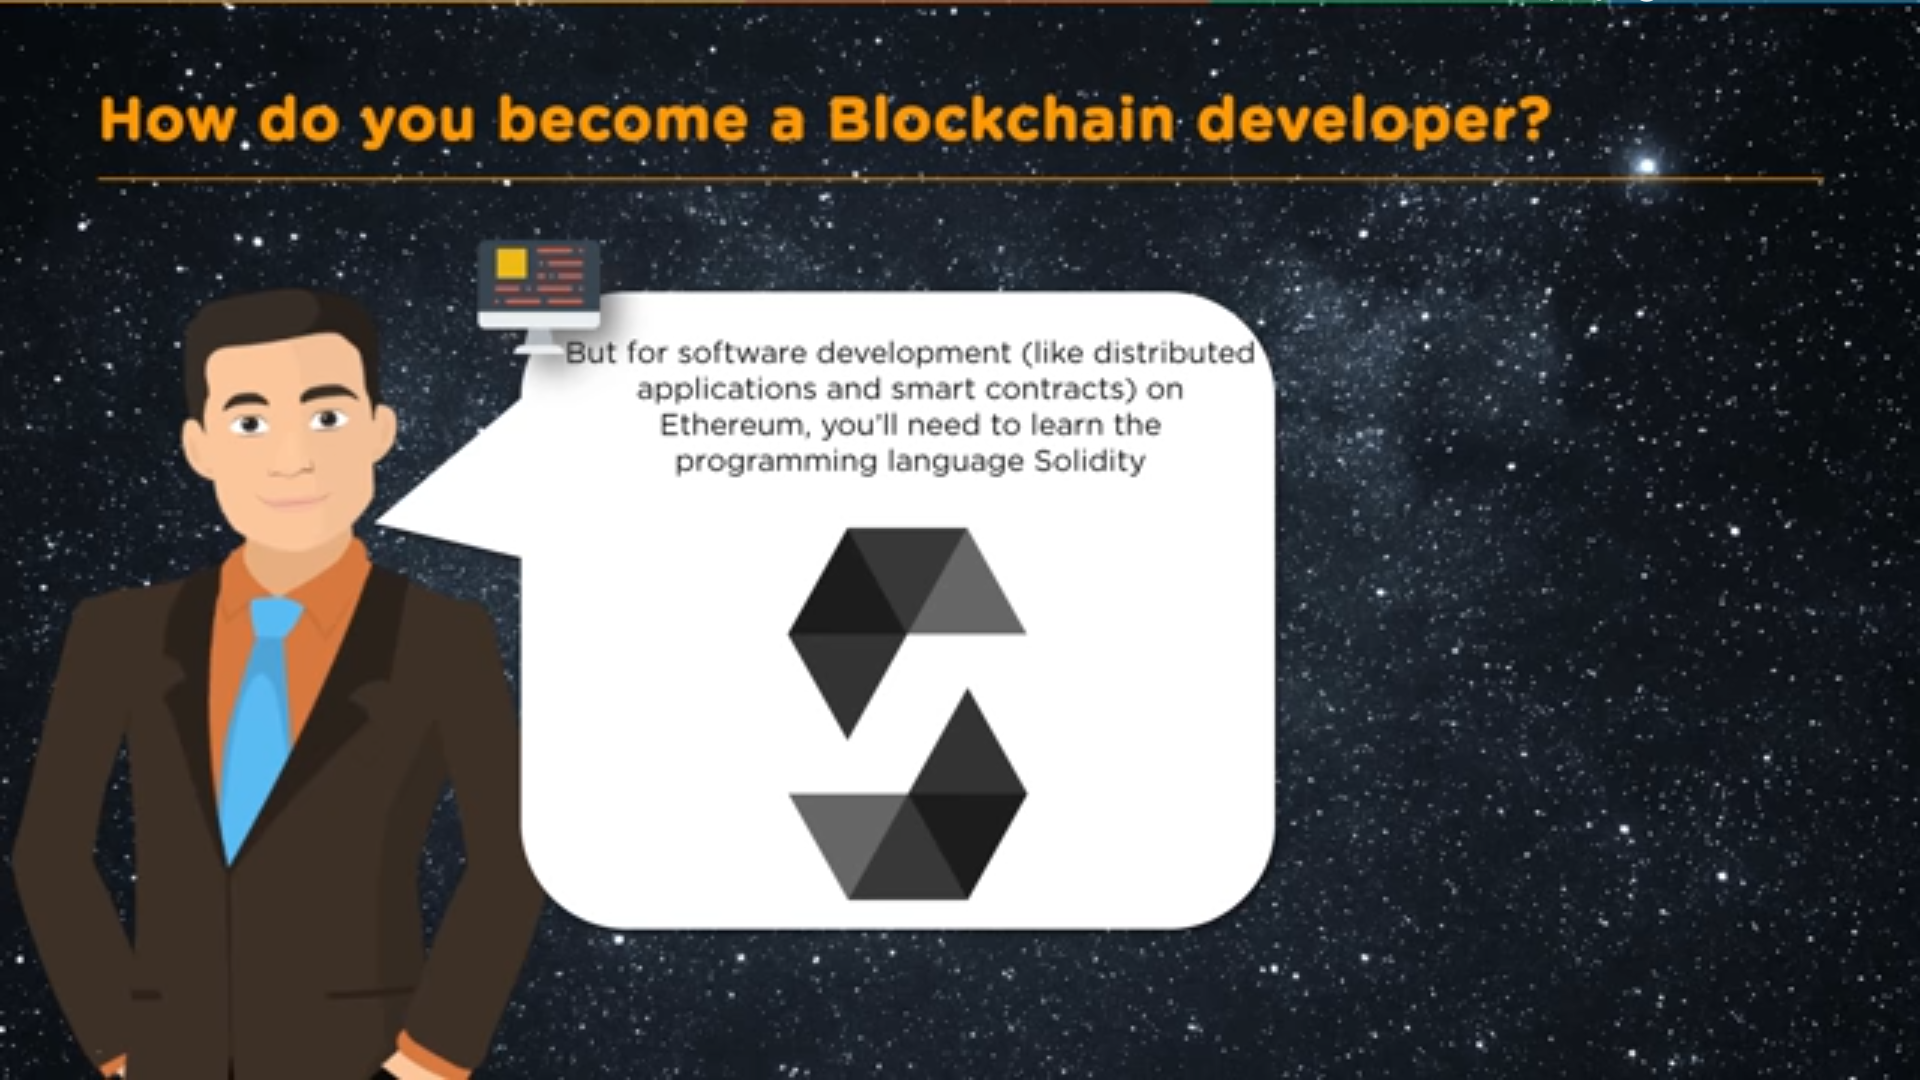 How do you become a Blockchain developer?
But for software development (like distributed
applications and smart contracts) on
Ethereum, you'll need to learn the
programming language Solidity